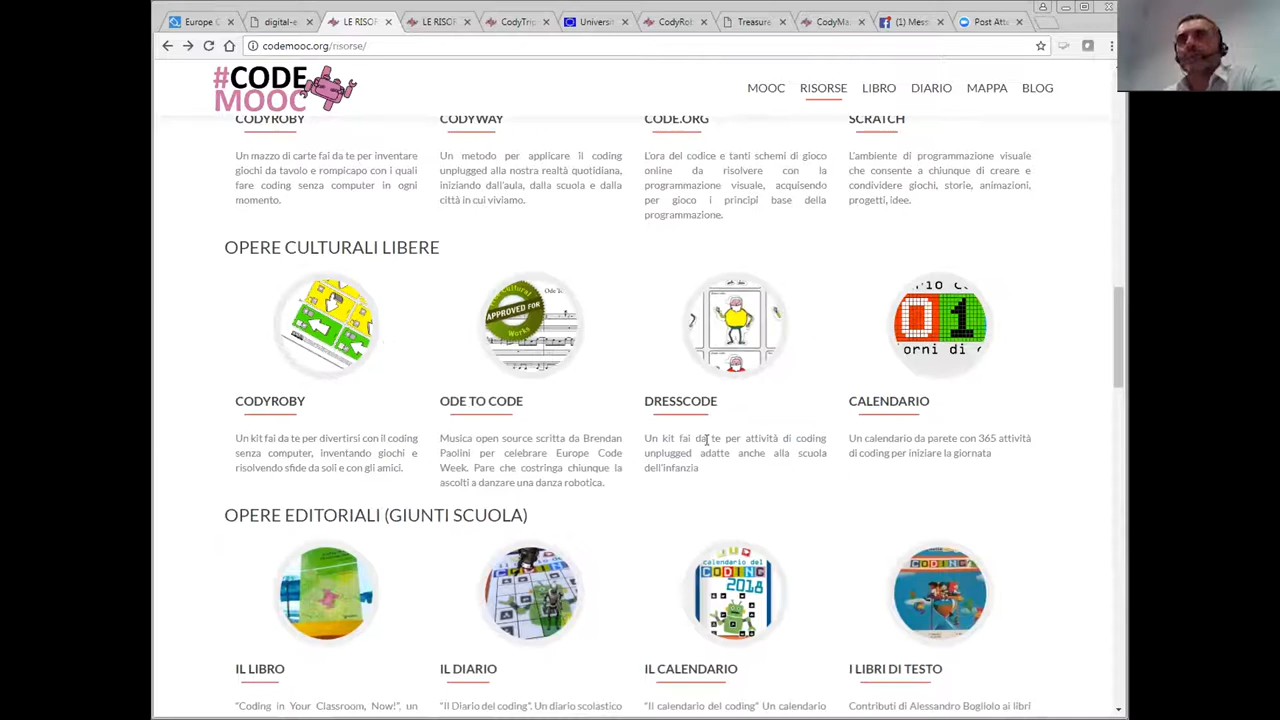 Europe C
digital-e
LE RISOR
LE RISOR
CodyTrip
Universit
CodyRob
Treasure
CodyMa
(1) Mess
Post Atte
codemooc.org/risorse/
#CODE
MOOC
MOOC RISORSE LIBRO DIARIO MAPPA BLOG
CODYROBY
Un mazzo di carte fai da te per inventare
giochi da tavolo e rompicapo con i quali
fare coding senza computer in ogni
momento.
CODYWAY
Un metodo per applicare il coding
unplugged alla nostra realtà quotidiana,
iniziando dall'aula, dalla scuola e dalla
città in cui viviamo.
CODE.ORG
L'ora del codice e tanti schemi di gioco
online da risolvere con la
programmazione visuale, acquisendo
per gioco i principi base della
programmazione.
SCRATCH
L'ambiente di programmazione visuale
che consente a chiunque di creare e
condividere giochi, storie, animazioni,
progetti, idee.
OPERE CULTURALI LIBERE
APPROVED FOR
Works
Ode To
01
orni di c
CODYROBY
Un kit fai da te per divertirsi con il coding
senza computer, inventando giochi e
risolvendo sfide da soli e con gli amici.
ODE TO CODE
Musica open source scritta da Brendan
Paolini per celebrare Europe Code
Week. Pare che costringa chiunque la
ascolti a danzare una danza robotica.
DRESSCODE
Un kit fai da te per attività di coding
unplugged adatte anche alla scuola
dell'infanzia
CALENDARIO
Un calendario da parete con 365 attività
di coding per iniziare la giornata
OPERE EDITORIALI (GIUNTI SCUOLA)
calendario del
CODING
2018
CODING
IL LIBRO
"Coding in Your Classroom, Now!", un
IL DIARIO
"Il Diario del coding". Un diario scolastico
IL CALENDARIO
"Il calendario del coding" Un calendario
I LIBRI DI TESTO
Contributi di Alessandro Bogliolo ai libri